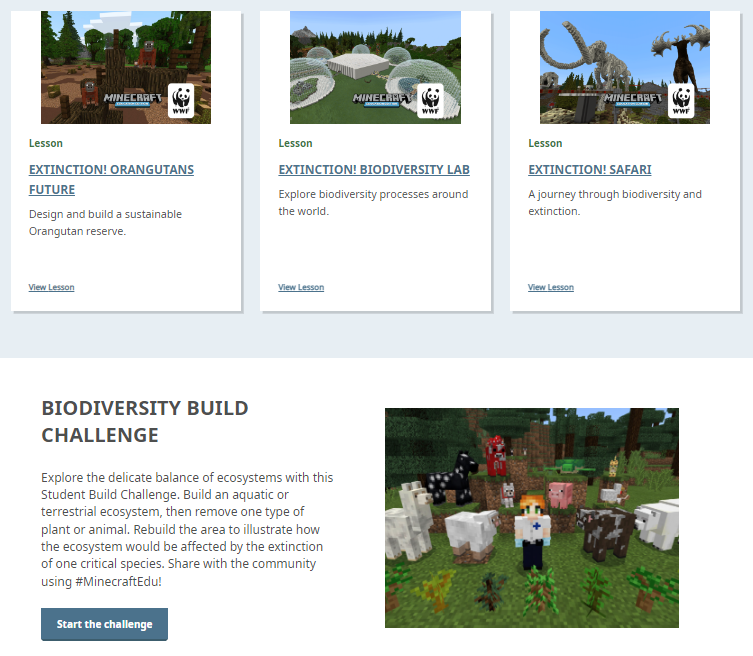 MINECRAFT
WWF
MINECRAFT
WWF
MINECRAFT
WWF
Lesson
EXTINCTION! ORANGUTANS
FUTURE
Design and build a sustainable
Orangutan reserve.
View Lesson
Lesson
EXTINCTION! BIODIVERSITY LAB
Explore biodiversity processes around
the world.
View Lesson
Lesson
EXTINCTION! SAFARI
A journey through biodiversity and
extinction.
View Lesson
BIODIVERSITY BUILD
CHALLENGE
Explore the delicate balance of ecosystems with this
Student Build Challenge. Build an aquatic or
terrestrial ecosystem, then remove one type of
plant or animal. Rebuild the area to illustrate how
the ecosystem would be affected by the extinction
of one critical species. Share with the community
using #MinecraftEdu!
Start the challenge